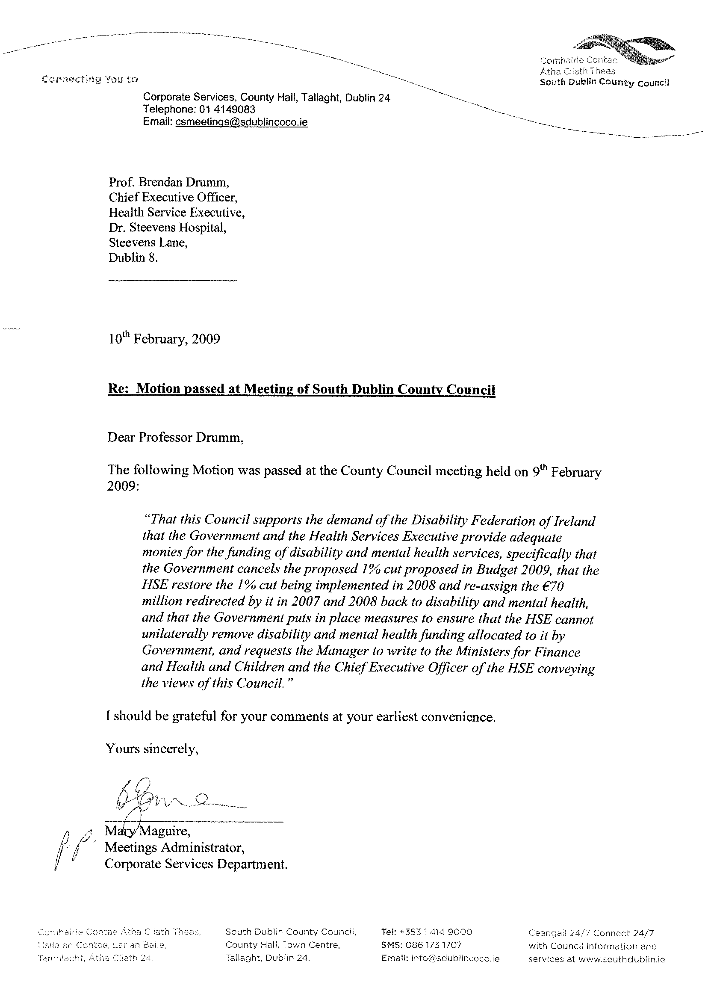 Comhairle Contae
Átha Cliath Theas
South Dublin County Council
Connecting You to
Corporate Services, County Hall, Tallaght, Dublin 24
Telephone: 01 4149083
Email: csmeetings@sdublincoco.ie
Prof. Brendan Drumm,
Chief Executive Officer,
Health Service Executive,
Dr. Steevens Hospital,
Steevens Lane,
Dublin 8.
10th February, 2009
Re: Motion passed at Meeting of South Dublin County Council
Dear Professor Drumm,
The following Motion was passed at the County Council meeting held on 9th February
2009:
“That this Council supports the demand of the Disability Federation of Ireland
that the Government and the Health Services Executive provide adequate
monies for the funding of disability and mental health services, specifically that
the Government cancels the proposed 1% cut proposed in Budget 2009, that the
HSE restore the 1% cut being implemented in 2008 and re-assign the €70
million redirected by it in 2007 and 2008 back to disability and mental health,
and that the Government puts in place measures to ensure that the HSE cannot
unilaterally remove disability and mental health funding allocated to it by
Government, and requests the Manager to write to the Ministers for Finance
and Health and Children and the Chief Executive Officer of the HSE conveying
the views of this Council.”
I should be grateful for your comments at your earliest convenience.
Yours sincerely,
p.p. Mary Maguire,
Meetings Administrator,
Corporate Services Department.
Comhairle Contae Átha Cliath Theas,
Halla an Contae, Lar an Baile,
Tamhlacht, Átha Cliath 24.
South Dublin County Council,
County Hall, Town Centre,
Tallaght, Dublin 24.
Tel: +353 1 414 9000
SMS: 086 173 1707
Email: info@sdublincoco.ie
Ceangail 24/7 Connect 24/7
with Council information and
services at www.southdublin.ie